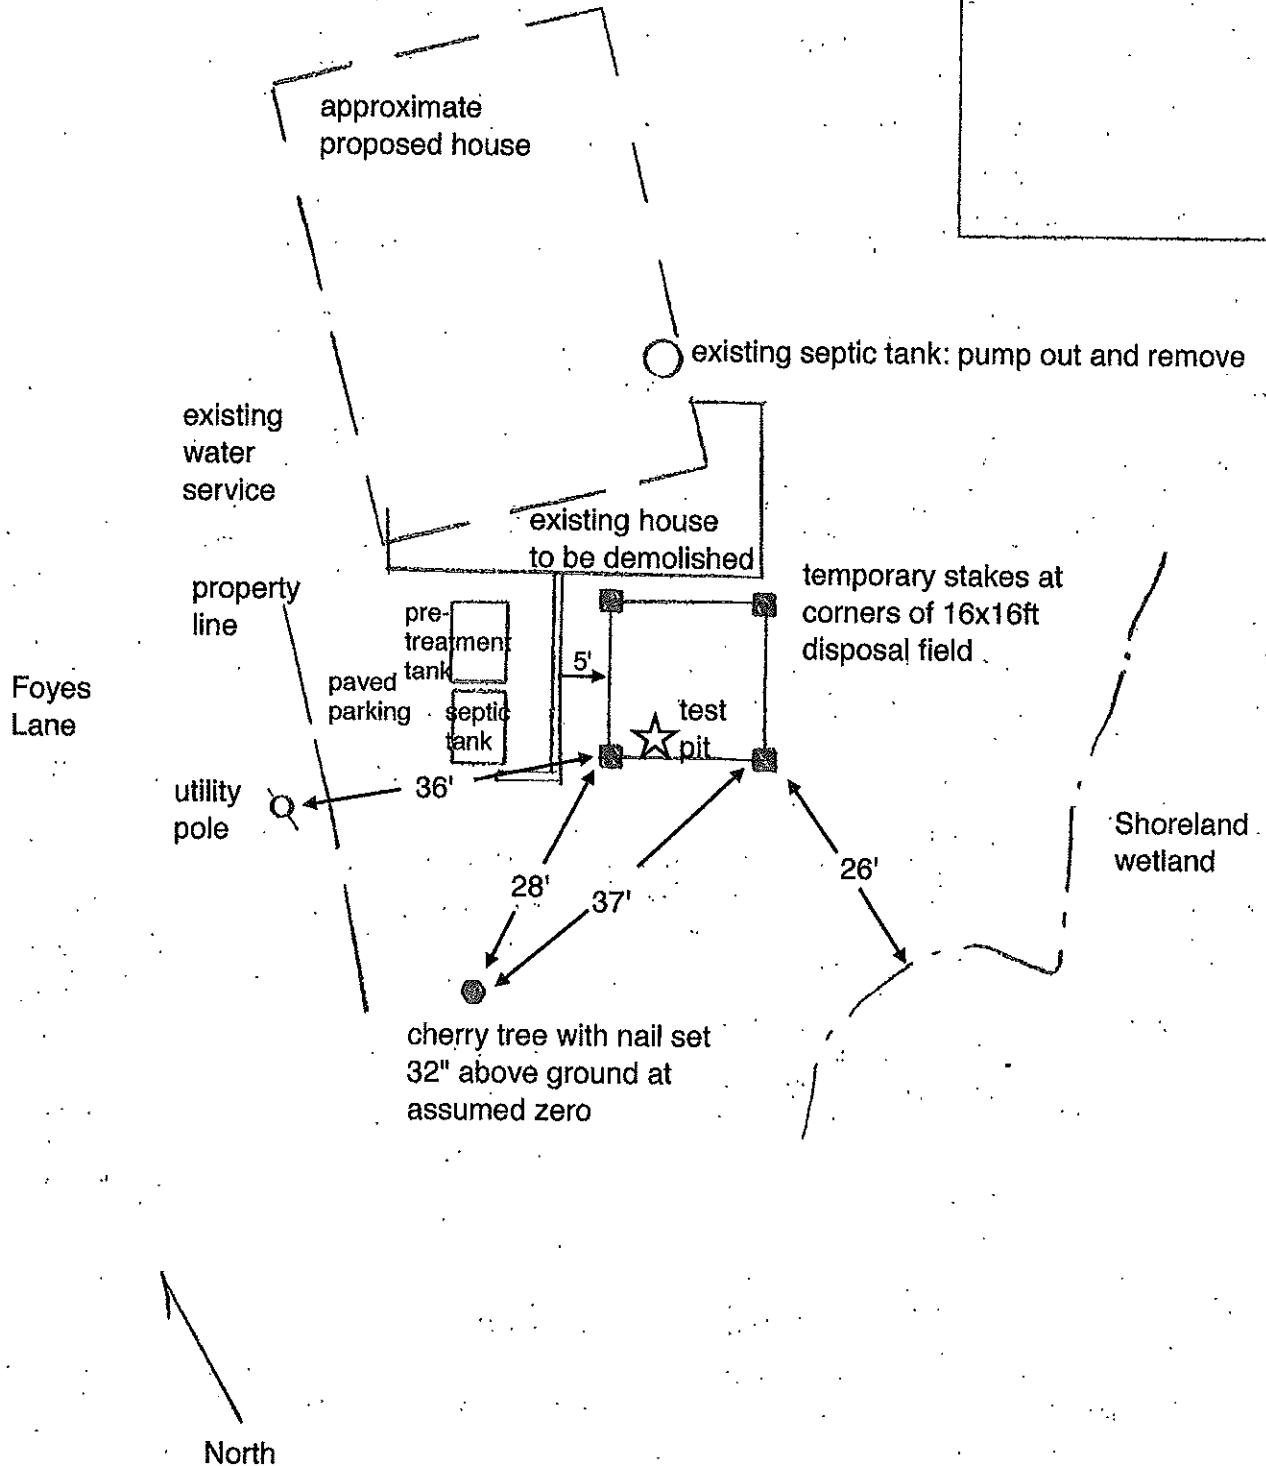 approximate
proposed house
existing septic tank: pump out and remove
existing
water
service
existing house
to be demolished
temporary stakes at
corners of 16x16ft
disposal field
property
line
pre-
treatment
tank
5'
Foyes
Lane
paved
parking
septic
tank
test
pit
36'
utility
pole
Shoreland
wetland
28'
37'
26'
cherry tree with nail set
32" above ground at
assumed zero
North